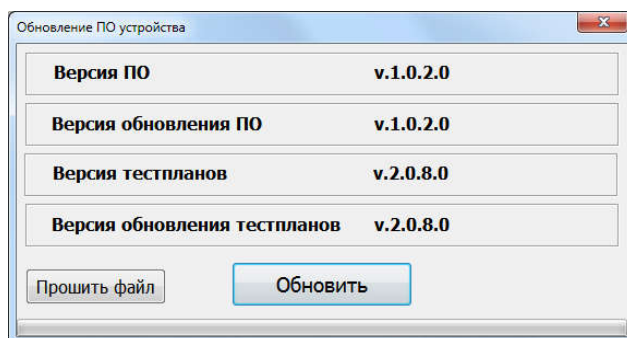 Обновление ПО устройства
Версия ПО v.1.0.2.0
Версия обновления ПО v.1.0.2.0
Версия тестпланов v.2.0.8.0
Версия обновления тестпланов v.2.0.8.0
Прошить файл Обновить